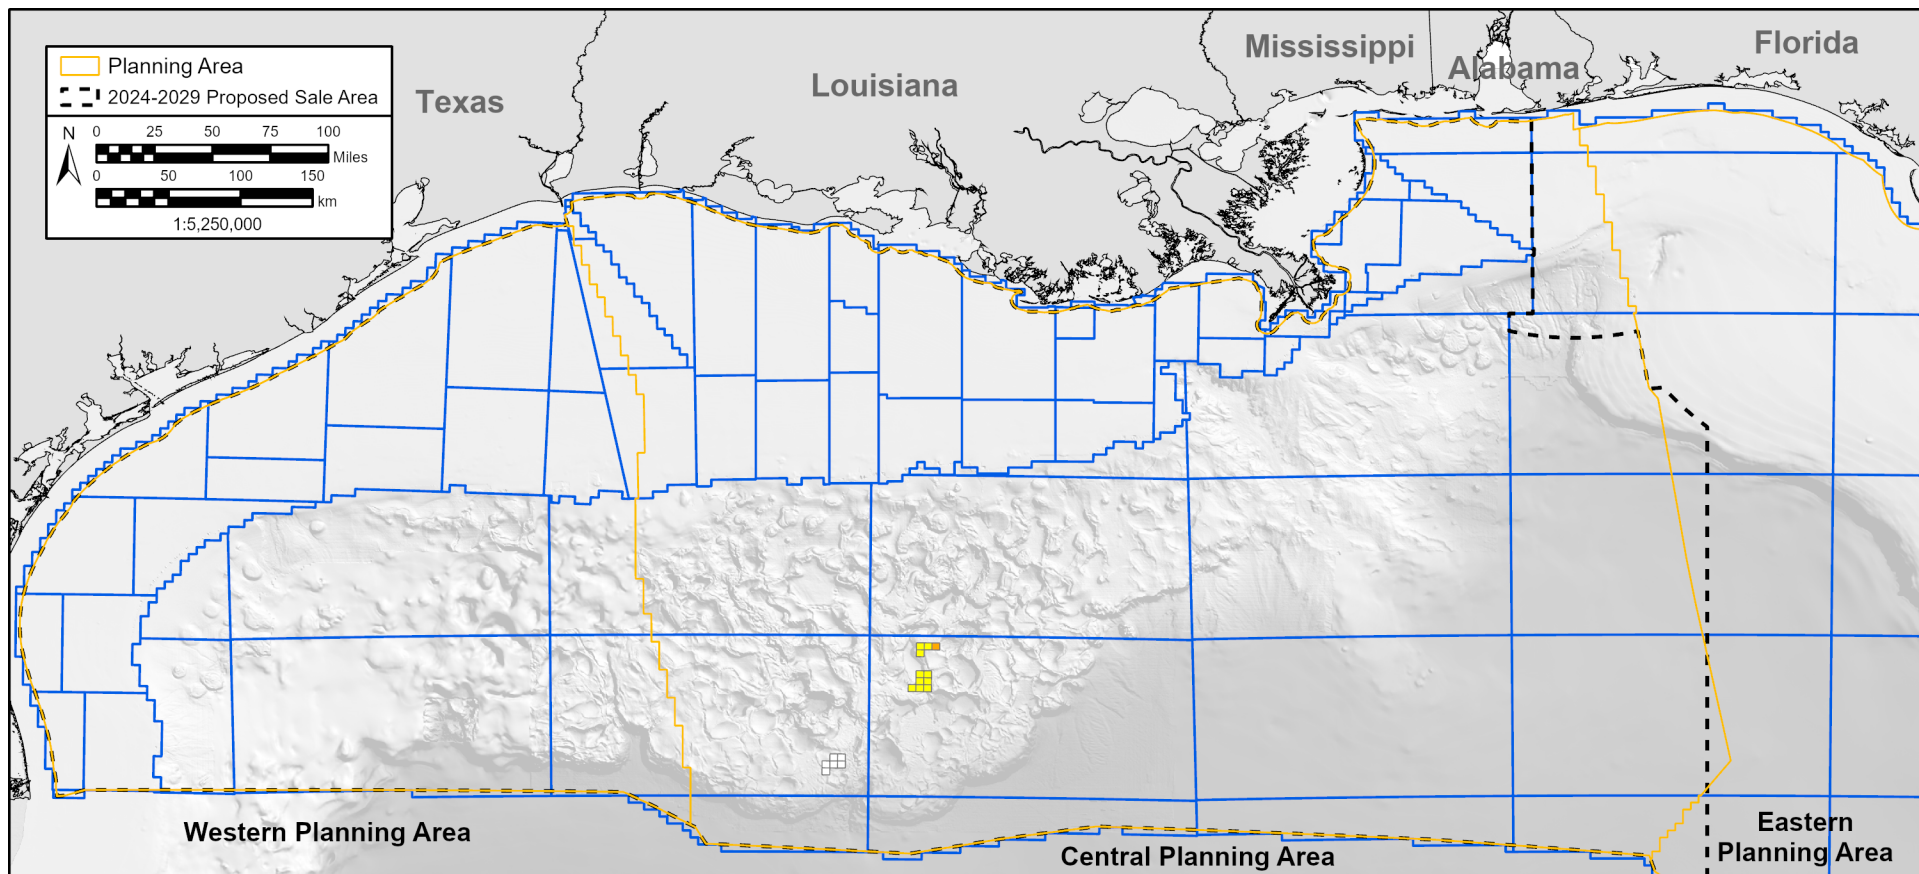 Planning Area
2024-2029 Proposed Sale Area
N
0 25 50 75 100
Miles
0 50 100 150
km
1:5,250,000
Texas
Louisiana
Mississippi
Alabama
Florida
Western Planning Area
Central Planning Area
Eastern
Planning Area